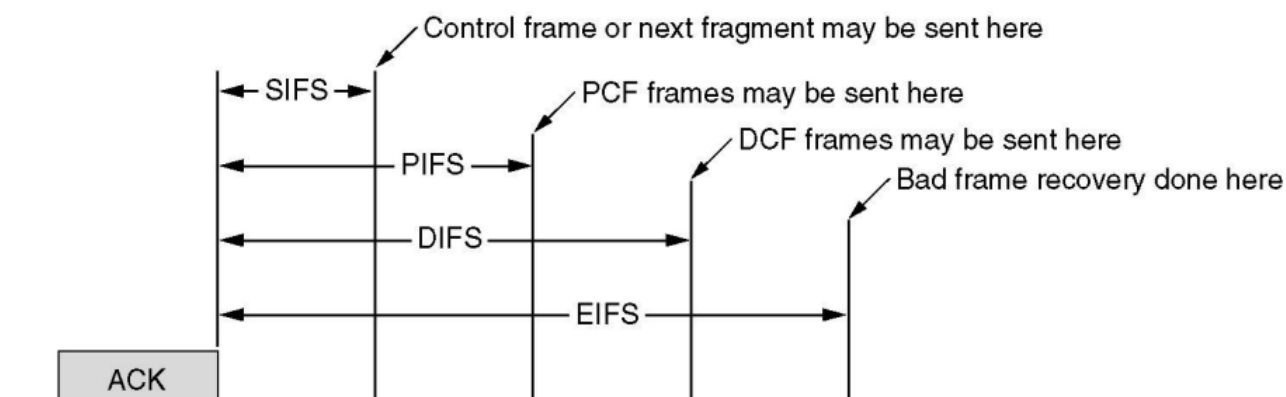 Control frame or next fragment may be sent here
SIFS
PCF frames may be sent here
DCF frames may be sent here
PIFS
Bad frame recovery done here
DIFS
EIFS
ACK